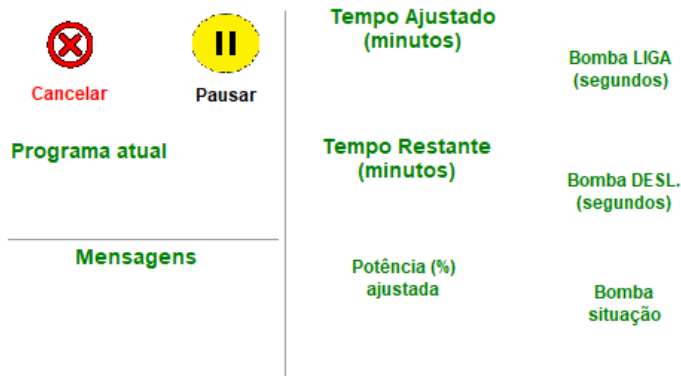 Cancelar
Pausar
Programa atual
Mensagens
Tempo Ajustado
(minutos)
Tempo Restante
(minutos)
Potência (%)
ajustada
Bomba LIGA
(segundos)
Bomba DESL.
(segundos)
Bomba
situação